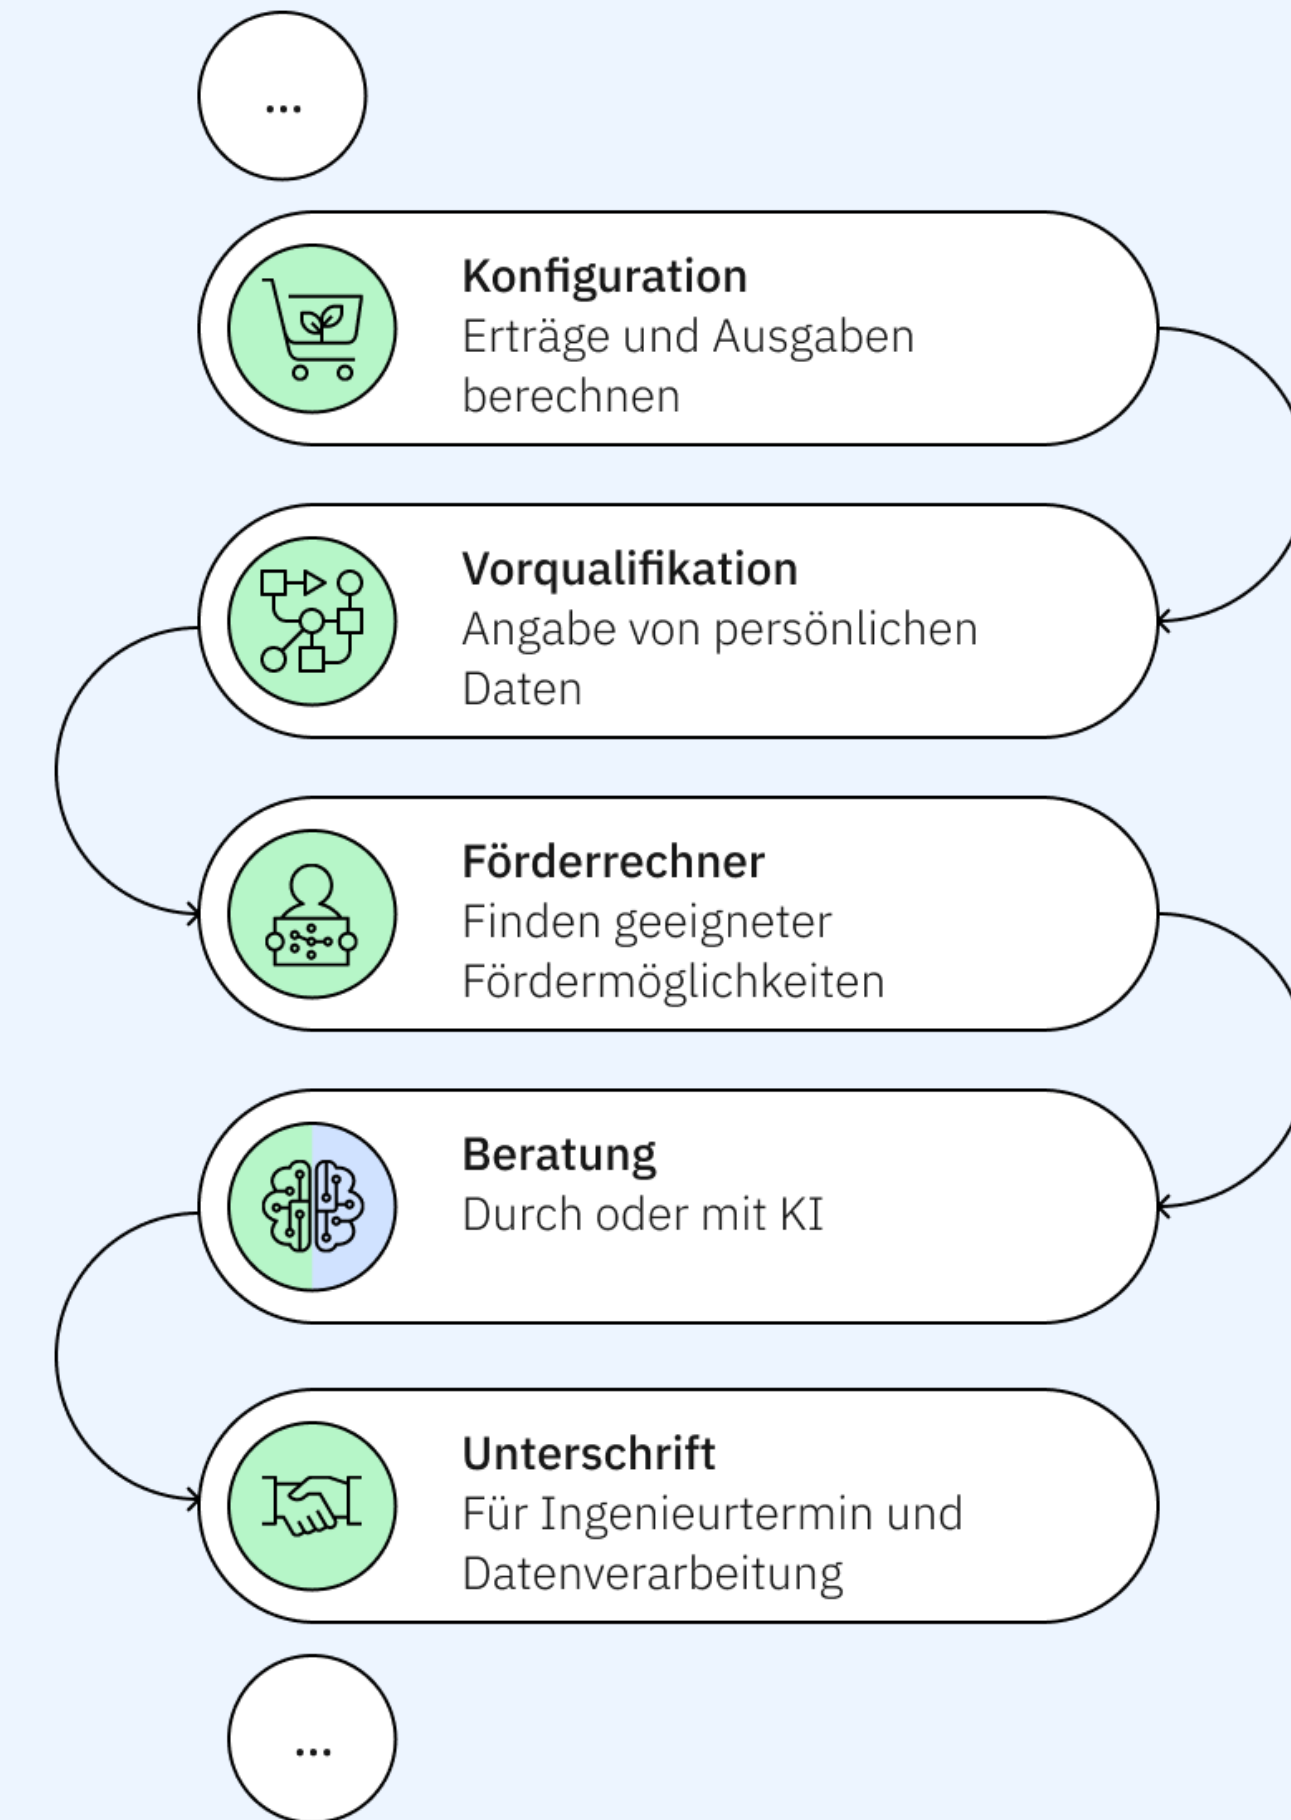 ...
Konfiguration
Erträge und Ausgaben
berechnen
Vorqualifikation
Angabe von persönlichen
Daten
Förderrechner
Finden geeigneter
Fördermöglichkeiten
Beratung
Durch oder mit KI
Unterschrift
Für Ingenieurtermin und
Datenverarbeitung
...